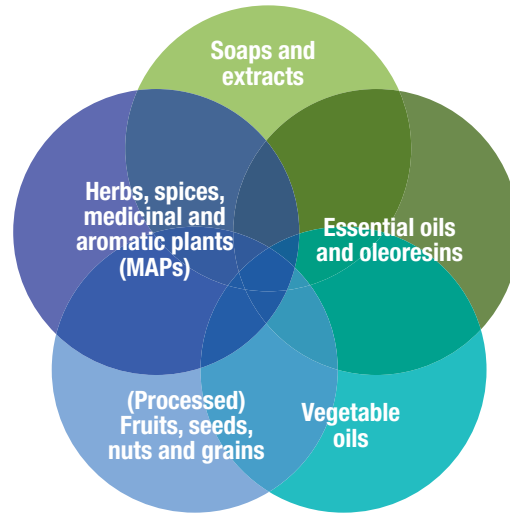 Soaps and
extracts
Herbs, spices,
medicinal and
aromatic plants
(MAPs)
Essential oils
and oleoresins
(Processed)
Fruits, seeds,
nuts and grains
Vegetable
oils